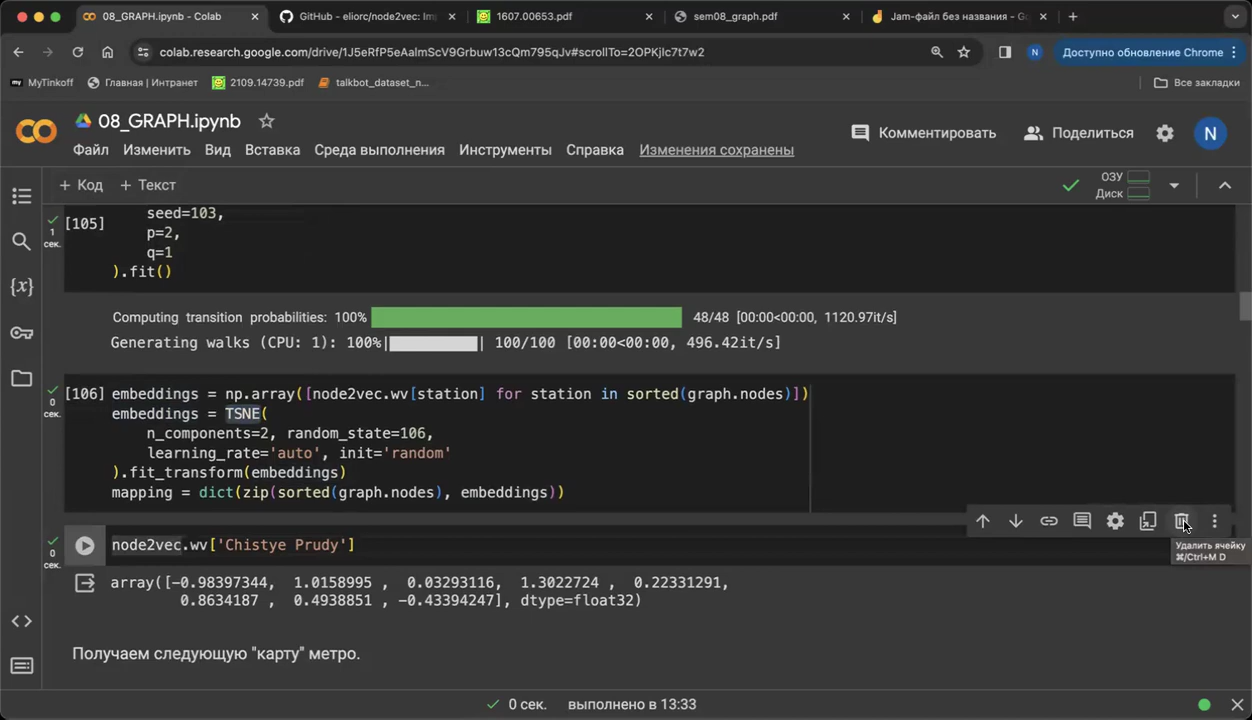 08_GRAPH.ipynb - Colab
GitHub - eliorc/node2vec: Imp
1607.00653.pdf
sem08_graph.pdf
Jam-файл без названия - Go
colab.research.google.com/drive/1J5eRfP5eAalmScV9Grbuw13cQm795qJv#scrollTo=2OPKjlc7t7w2
N
Доступно обновление Chrome
my MyTinkoff
Главная | Интранет
2109.14739.pdf
talkbot_dataset_n...
Все закладки
08_GRAPH.ipynb
Комментировать
Поделиться
N
Файл Изменить Вид Вставка Среда выполнения Инструменты Справка Изменения сохранены
+ Код + Текст
ОЗУ
Диск
[105]
1
сек.
seed=103,
p=2,
q=1
).fit()
Computing transition probabilities: 100% 48/48 [00:00<00:00, 1120.97it/s]
Generating walks (CPU: 1): 100%| | 100/100 [00:00<00:00, 496.42it/s]
[106] embeddings = np.array([node2vec.wv[station] for station in sorted(graph.nodes)])
0
сек.
embeddings = TSNE(
n_components=2, random_state=106,
learning_rate='auto', init='random'
).fit_transform(embeddings)
mapping = dict(zip(sorted(graph.nodes), embeddings))
Удалить ячейку
⌘/Ctrl+M D
0
сек.
node2vec.wv['Chistye Prudy']
array([-0.98397344, 1.0158995 , 0.03293116, 1.3022724 , 0.22331291,
0.8634187 , 0.4938851 , -0.43394247], dtype=float32)
Получаем следующую "карту" метро.
0 сек. выполнено в 13:33